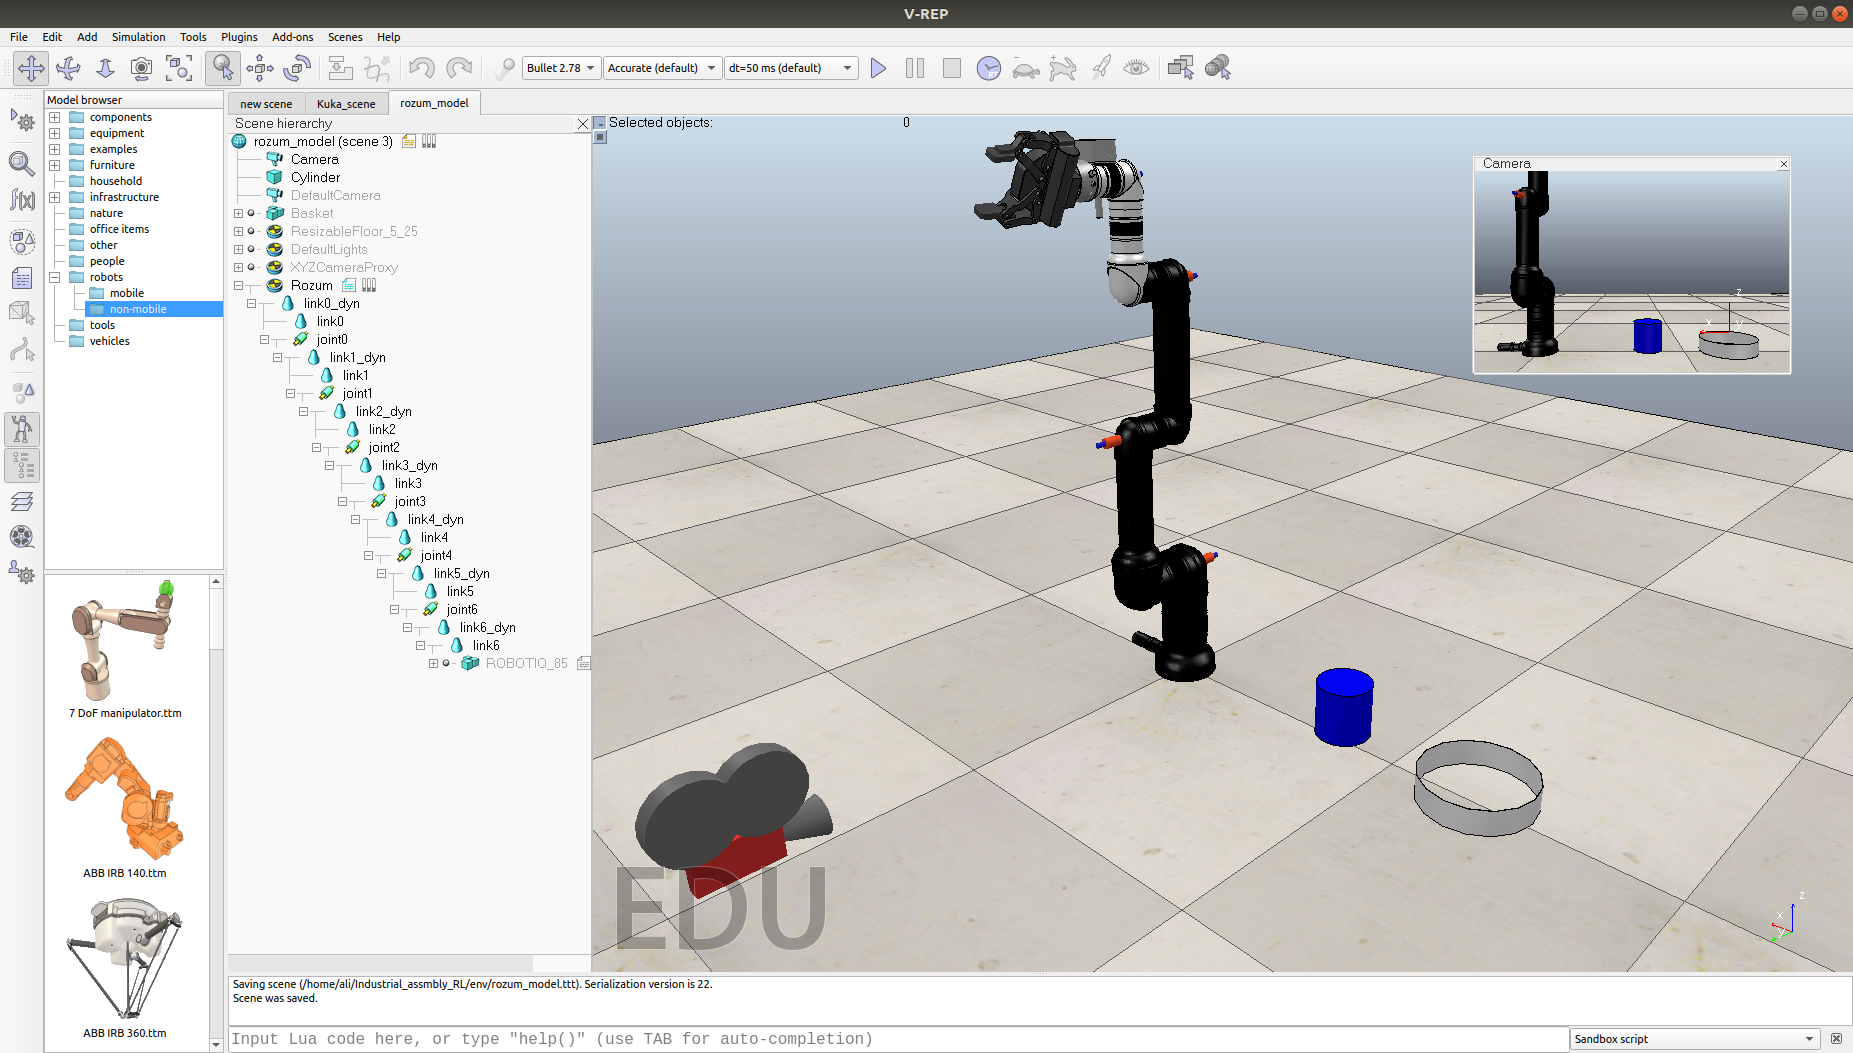 V-REP
File Edit Add Simulation Tools Plugins Add-ons Scenes Help
Bullet 2.78 Accurate (default) dt=50 ms (default)
Model browser
components
equipment
examples
furniture
household
infrastructure
nature
office items
other
people
robots
mobile
non-mobile
tools
vehicles
7 DoF manipulator.ttm
ABB IRB 140.ttm
ABB IRB 360.ttm
new scene Kuka_scene rozum_model
Scene hierarchy
rozum_model (scene 3)
Camera
Cylinder
DefaultCamera
Basket
ResizableFloor_5_25
DefaultLights
XYZCameraProxy
Rozum
link0_dyn
link0
joint0
link1_dyn
link1
joint1
link2_dyn
link2
joint2
link3_dyn
link3
joint3
link4_dyn
link4
joint4
link5_dyn
link5
joint6
link6_dyn
link6
ROBOTIQ_85
Selected objects: 0
Camera
z
x y
EDU
z
x
y
Saving scene (/home/ali/Industrial_assmbly_RL/env/rozum_model.ttt). Serialization version is 22.
Scene was saved.
Input Lua code here, or type "help()" (use TAB for auto-completion)
Sandbox script
f(x)